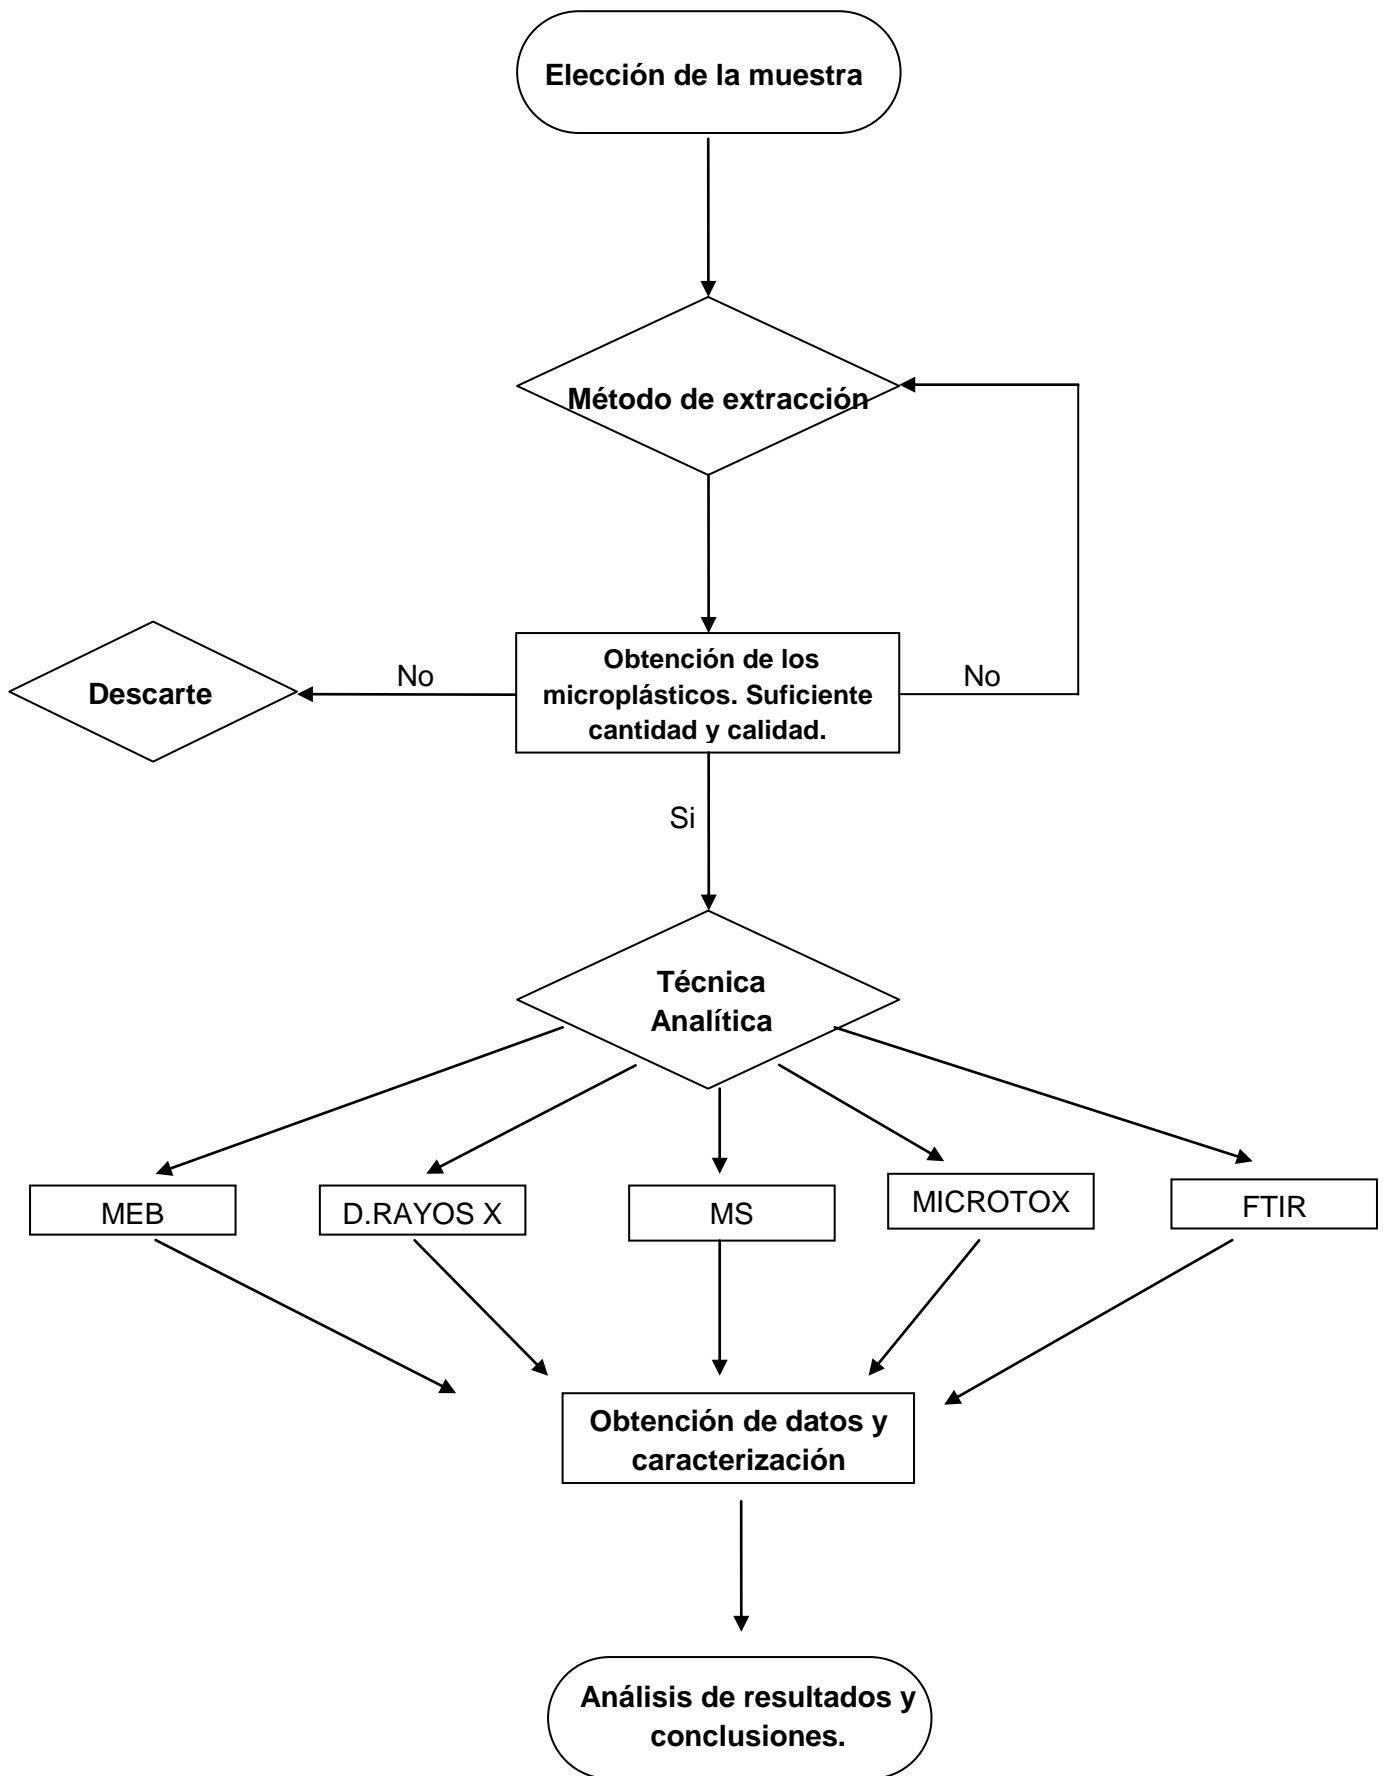 Elección de la muestra
Método de extracción
Obtención de los
microplásticos. Suficiente
cantidad y calidad.
No
No
Descarte
Si
Técnica
Analítica
MEB
D.RAYOS X
MS
MICROTOX
FTIR
Obtención de datos y
caracterización
Análisis de resultados y
conclusiones.